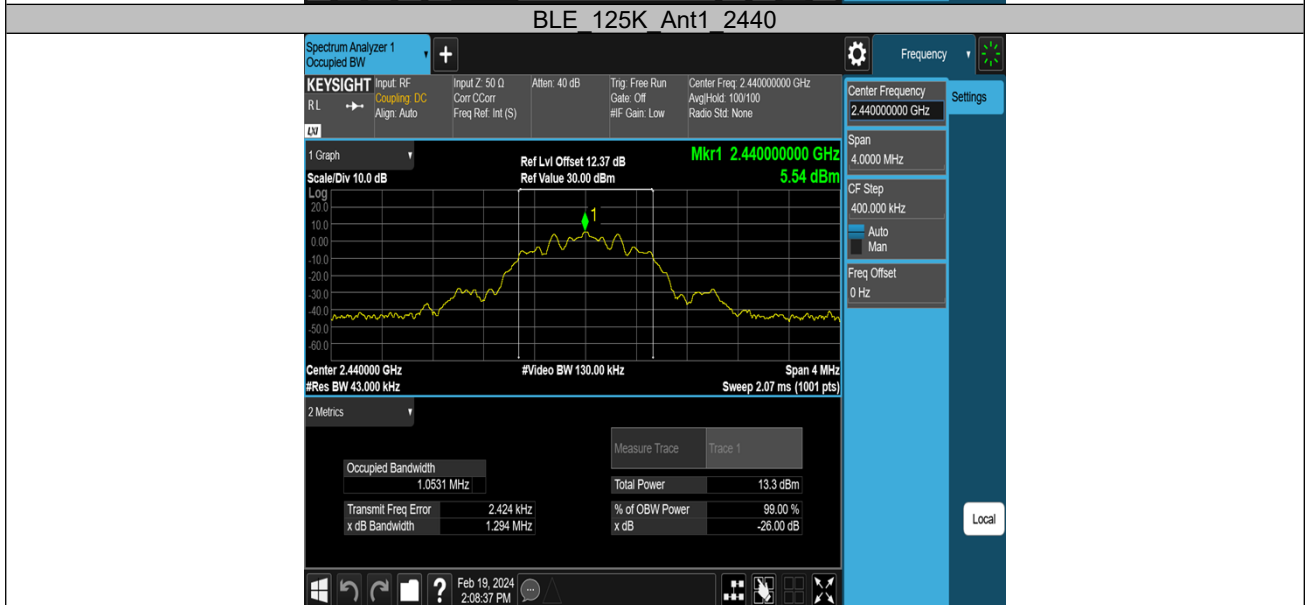 BLE_125K_Ant1_2440
Spectrum Analyzer 1
Occupied BW
+
Frequency
KEYSIGHT
RL
LXI
Input: RF
Coupling: DC
Align: Auto
Input Z: 50 Ω
Corr CCorr
Freq Ref: Int (S)
Atten: 40 dB
Trig: Free Run
Gate: Off
#IF Gain: Low
Center Freq: 2.440000000 GHz
Avg|Hold: 100/100
Radio Std: None
Center Frequency
2.440000000 GHz
Settings
Span
4.0000 MHz
CF Step
400.000 kHz
Auto
Man
Freq Offset
0 Hz
Local
1 Graph
Scale/Div 10.0 dB
Ref Lvl Offset 12.37 dB
Ref Value 30.00 dBm
Mkr1 2.440000000 GHz
5.54 dBm
Log
20.0
10.0
0.00
-10.0
-20.0
-30.0
-40.0
-50.0
-60.0
1
Center 2.440000 GHz
#Res BW 43.000 kHz
#Video BW 130.00 kHz
Span 4 MHz
Sweep 2.07 ms (1001 pts)
2 Metrics
Measure Trace
Trace 1
Occupied Bandwidth
1.0531 MHz
Total Power
13.3 dBm
Transmit Freq Error
2.424 kHz
% of OBW Power
99.00 %
x dB Bandwidth
1.294 MHz
x dB
-26.00 dB
?
Feb 19, 2024
2:08:37 PM